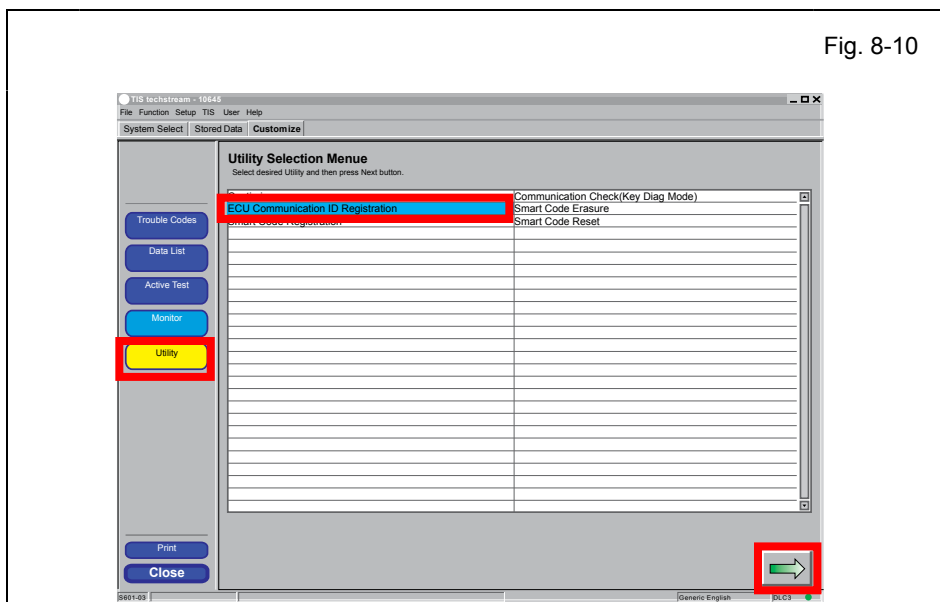 Fig. 8-10
TIS techstream - 10645
File Function Setup TIS User Help
System Select Stored Data Customize
Utility Selection Menue
Select desired Utility and then press Next button.
Communication Check(Key Diag Mode)
ECU Communication ID Registration Smart Code Erasure
Smart Code Registration Smart Code Reset
Trouble Codes
Data List
Active Test
Monitor
Utility
Print
Close
S601-03 Generic English DLC3